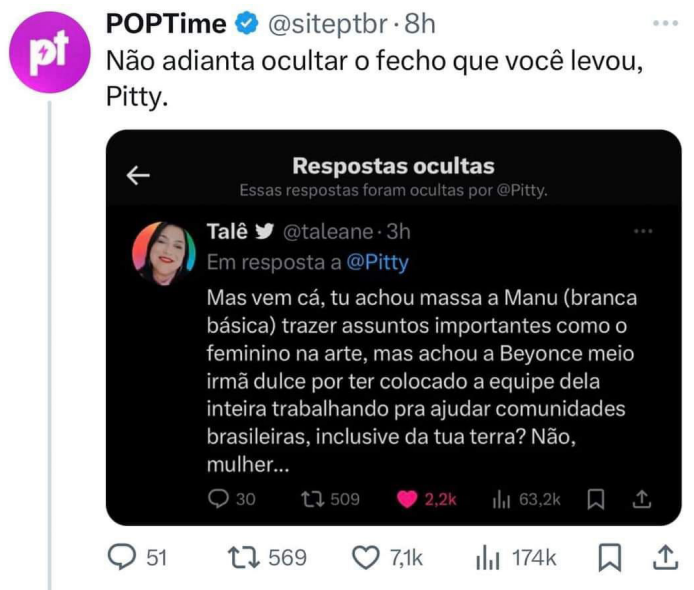 pt
POPTime @siteptbr · 8h
Não adianta ocultar o fecho que você levou,
Pitty.
Respostas ocultas
Essas respostas foram ocultas por @Pitty.
Talê @taleane · 3h
Em resposta a @Pitty
Mas vem cá, tu achou massa a Manu (branca
básica) trazer assuntos importantes como o
feminino na arte, mas achou a Beyonce meio
irmã dulce por ter colocado a equipe dela
inteira trabalhando pra ajudar comunidades
brasileiras, inclusive da tua terra? Não,
mulher...
30 509 2,2k 63,2k
51 569 7,1k 174k